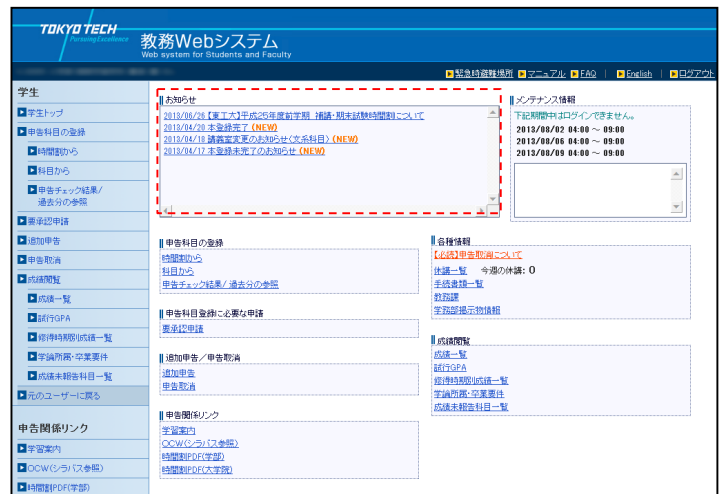 TOKYO TECH
Pursuing Excellence
教務Webシステム
Web system for Students and Faculty
緊急時避難場所 マニュアル FAQ | English | ログアウト
学生
学生トップ
申告科目の登録
時間割から
科目から
申告チェック結果/
過去分の参照
要承認申請
追加申告
申告取消
成績閲覧
成績一覧
試行GPA
修得時期別成績一覧
学論所属・卒業要件
成績未報告科目一覧
元のユーザーに戻る
申告関係リンク
学習案内
OCW(シラバス参照)
時間割PDF(学部)
お知らせ
2013/06/26 【東工大】平成25年度前学期 補講・期末試験時間割について
2013/04/20 本登録完了 (NEW)
2013/04/18 講義室変更のお知らせ<文系科目> (NEW)
2013/04/17 本登録未完了のお知らせ (NEW)
メンテナンス情報
下記期間中はログインできません。
2013/08/02 04:00 ～ 09:00
2013/08/06 04:00 ～ 09:00
2013/08/09 04:00 ～ 09:00
申告科目の登録
時間割から
科目から
申告チェック結果/ 過去分の参照
申告科目登録に必要な申請
要承認申請
追加申告／申告取消
追加申告
申告取消
申告関係リンク
学習案内
OCW(シラバス参照)
時間割PDF(学部)
時間割PDF(大学院)
各種情報
【必読】申告取消について
休講一覧 今週の休講: 0
手続書類一覧
教務課
学務部掲示物情報
成績閲覧
成績一覧
試行GPA
修得時期別成績一覧
学論所属・卒業要件
成績未報告科目一覧